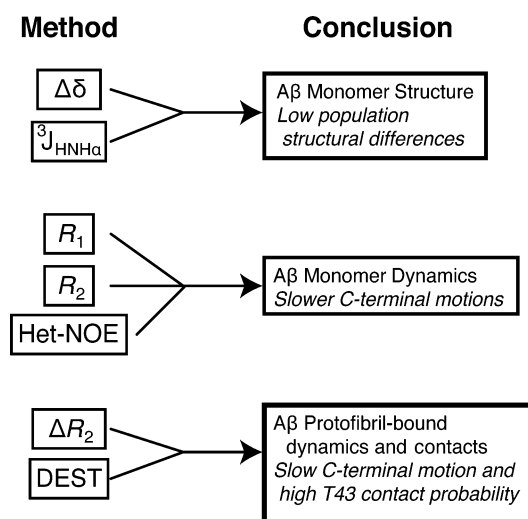 Method Conclusion
Δδ
³J_HNHα
Aβ Monomer Structure
Low population
structural differences
R₁
R₂
Het-NOE
Aβ Monomer Dynamics
Slower C-terminal motions
ΔR₂
DEST
Aβ Protofibril-bound
dynamics and contacts
Slow C-terminal motion and
high T43 contact probability